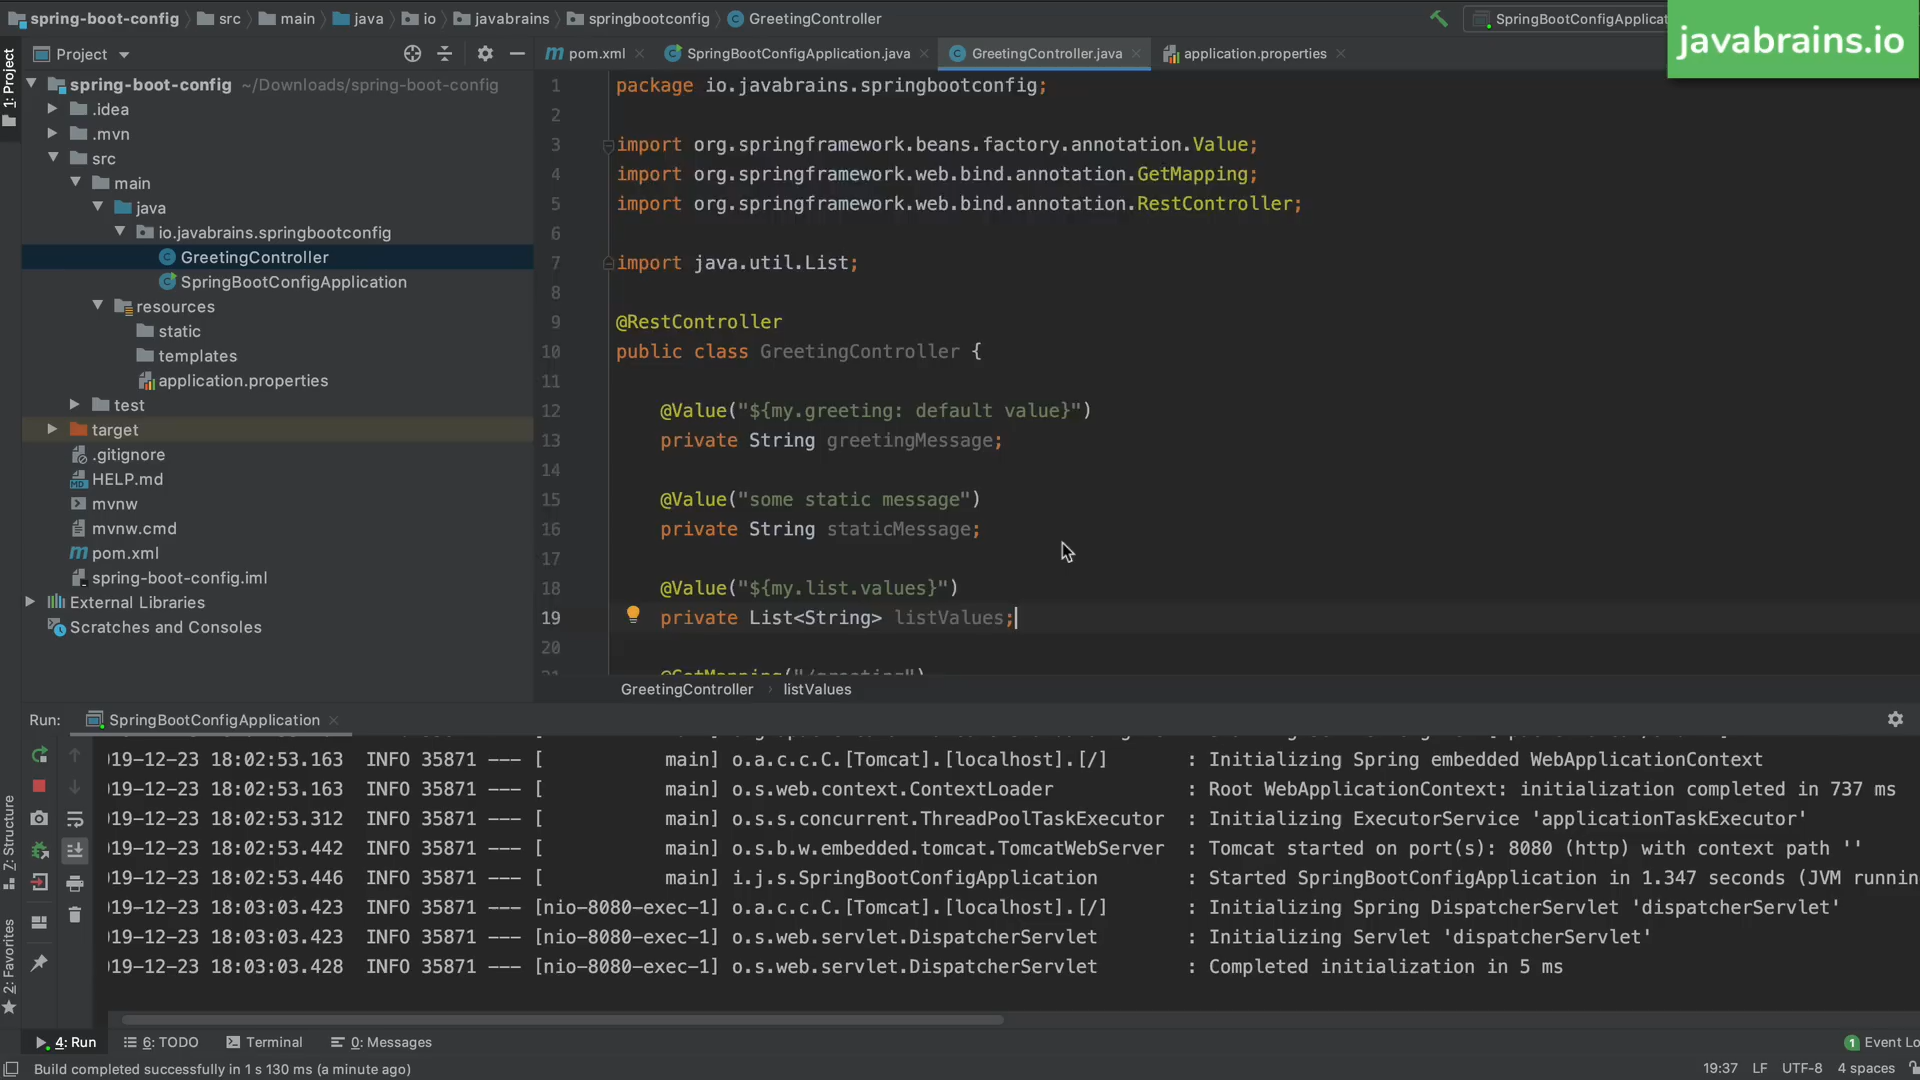 spring-boot-config src main java io javabrains springbootconfig GreetingController
SpringBootConfigApplicat
javabrains.io
Project
pom.xml SpringBootConfigApplication.java GreetingController.java application.properties
1: Project
spring-boot-config ~/Downloads/spring-boot-config
.idea
.mvn
src
main
java
io.javabrains.springbootconfig
GreetingController
SpringBootConfigApplication
resources
static
templates
application.properties
test
target
.gitignore
HELP.md
mvnw
mvnw.cmd
pom.xml
spring-boot-config.iml
External Libraries
Scratches and Consoles
1 package io.javabrains.springbootconfig;
2
3 import org.springframework.beans.factory.annotation.Value;
4 import org.springframework.web.bind.annotation.GetMapping;
5 import org.springframework.web.bind.annotation.RestController;
6
7 import java.util.List;
8
9 @RestController
10 public class GreetingController {
11
12 @Value("${my.greeting: default value}")
13 private String greetingMessage;
14
15 @Value("some static message")
16 private String staticMessage;
17
18 @Value("${my.list.values}")
19 private List<String> listValues;
20
@GetMapping("/greeting")
GreetingController listValues
Run: SpringBootConfigApplication
19-12-23 18:02:53.163 INFO 35871 --- [ main] o.a.c.c.C.[Tomcat].[localhost].[/] : Initializing Spring embedded WebApplicationContext
19-12-23 18:02:53.163 INFO 35871 --- [ main] o.s.web.context.ContextLoader : Root WebApplicationContext: initialization completed in 737 ms
19-12-23 18:02:53.312 INFO 35871 --- [ main] o.s.s.concurrent.ThreadPoolTaskExecutor : Initializing ExecutorService 'applicationTaskExecutor'
19-12-23 18:02:53.442 INFO 35871 --- [ main] o.s.b.w.embedded.tomcat.TomcatWebServer : Tomcat started on port(s): 8080 (http) with context path ''
19-12-23 18:02:53.446 INFO 35871 --- [ main] i.j.s.SpringBootConfigApplication : Started SpringBootConfigApplication in 1.347 seconds (JVM runnin
19-12-23 18:03:03.423 INFO 35871 --- [nio-8080-exec-1] o.a.c.c.C.[Tomcat].[localhost].[/] : Initializing Spring DispatcherServlet 'dispatcherServlet'
19-12-23 18:03:03.423 INFO 35871 --- [nio-8080-exec-1] o.s.web.servlet.DispatcherServlet : Initializing Servlet 'dispatcherServlet'
19-12-23 18:03:03.428 INFO 35871 --- [nio-8080-exec-1] o.s.web.servlet.DispatcherServlet : Completed initialization in 5 ms
Z: Structure
2: Favorites
4: Run 6: TODO Terminal 0: Messages
1 Event Lo
Build completed successfully in 1 s 130 ms (a minute ago)
19:37 LF UTF-8 4 spaces